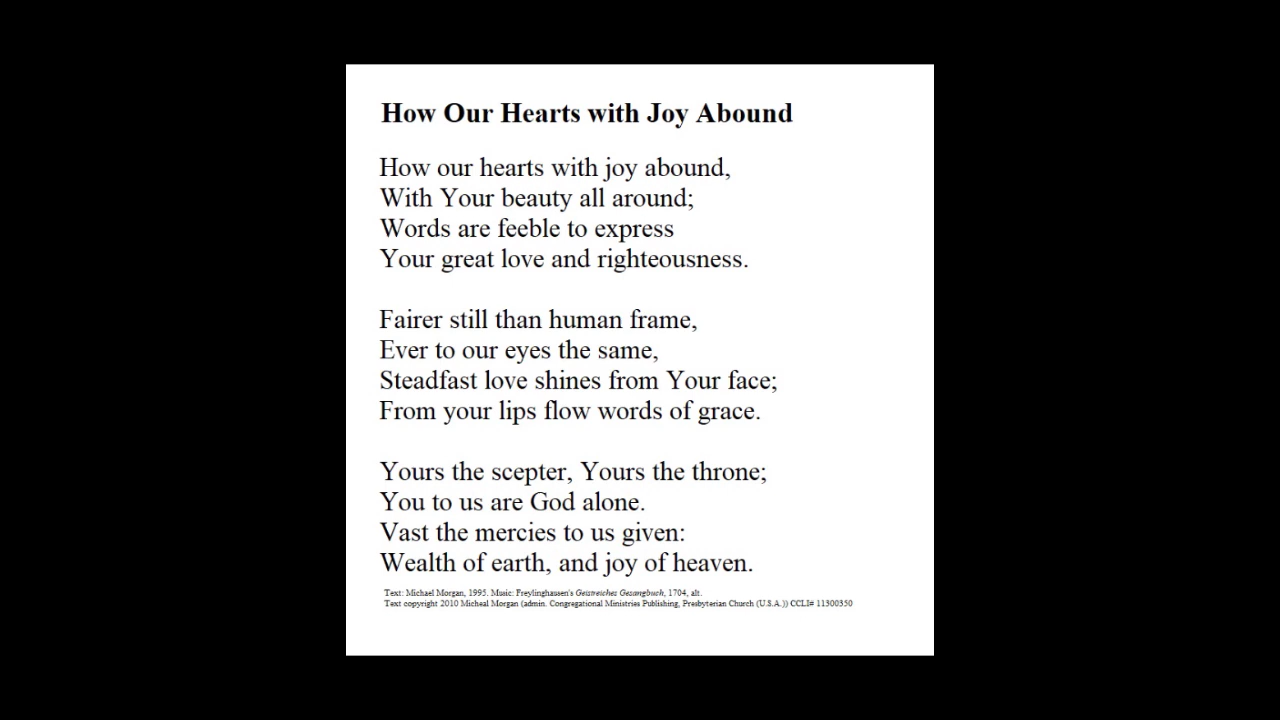 How Our Hearts with Joy Abound
How our hearts with joy abound,
With Your beauty all around;
Words are feeble to express
Your great love and righteousness.
Fairer still than human frame,
Ever to our eyes the same,
Steadfast love shines from Your face;
From your lips flow words of grace.
Yours the scepter, Yours the throne;
You to us are God alone.
Vast the mercies to us given:
Wealth of earth, and joy of heaven.
Text: Michael Morgan, 1995. Music: Freylinghausen's Geistreiches Gesangbuch, 1704, alt.
Text copyright 2010 Micheal Morgan (admin. Congregational Ministries Publishing, Presbyterian Church (U.S.A.)) CCLI# 11300350